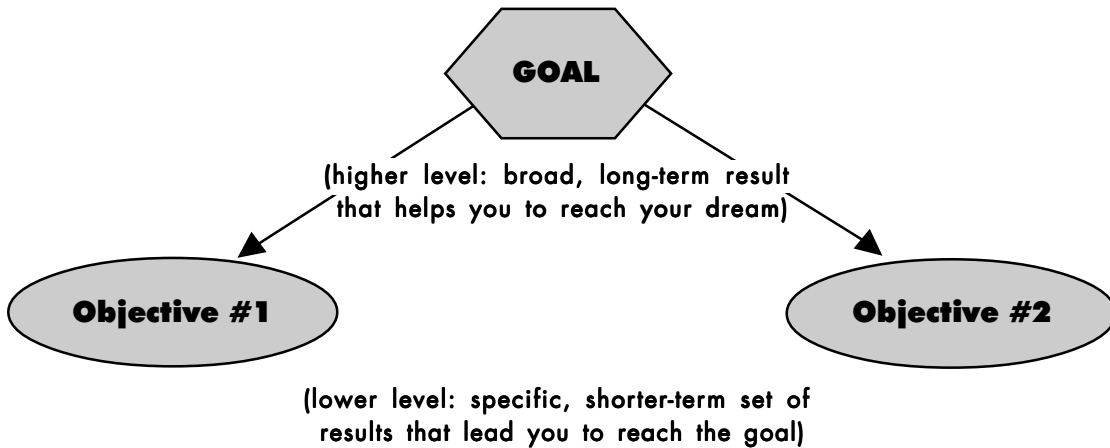 GOAL
(higher level: broad, long-term result
that helps you to reach your dream)
Objective #1
Objective #2
(lower level: specific, shorter-term set of
results that lead you to reach the goal)